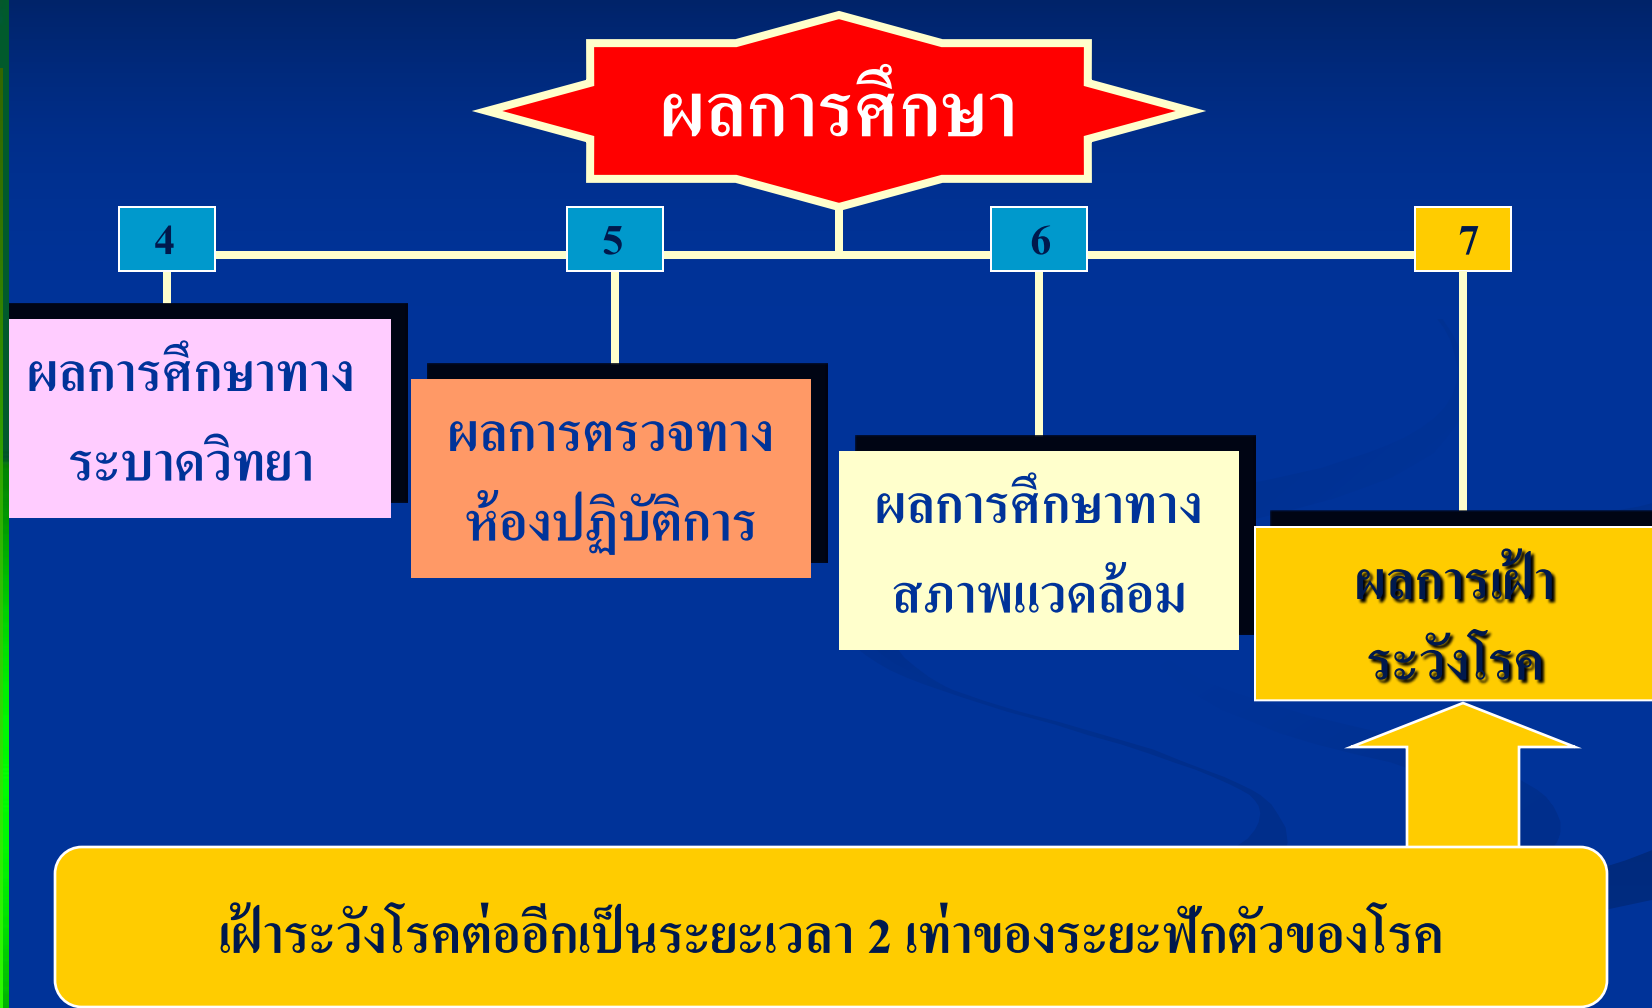 ผลการศึกษา
4
5
6
7
ผลการศึกษาทาง
ระบาดวิทยา
ผลการตรวจทาง
ห้องปฏิบัติการ
ผลการศึกษาทาง
สภาพแวดล้อม
ผลการเฝ้า
ระวังโรค
เฝ้าระวังโรคต่ออีกเป็นระยะเวลา 2 เท่าของระยะฟักตัวของโรค